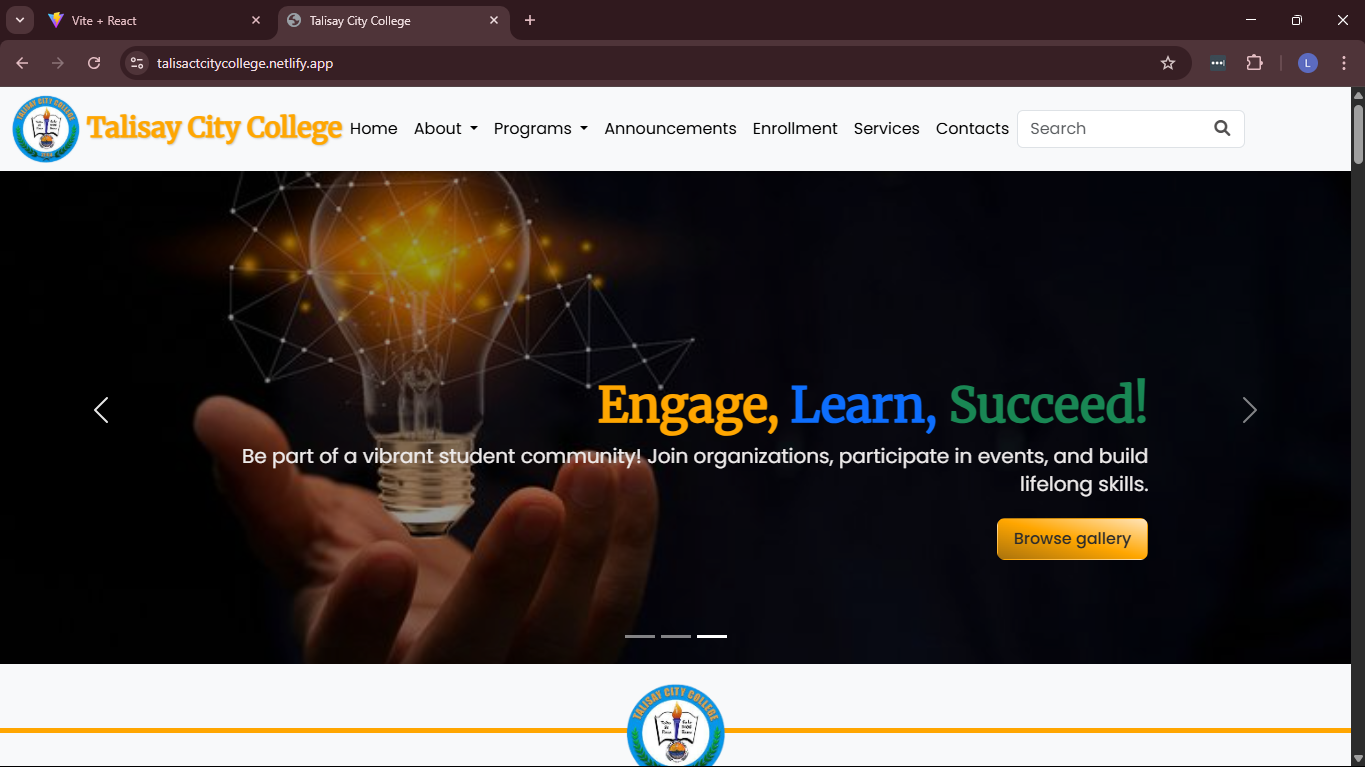 Vite + React
Talisay City College
talisactcitycollege.netlify.app
L
TALISAY CITY COLLEGE
Talisay City College
Home
About
Programs
Announcements
Enrollment
Services
Contacts
Search
Engage, Learn, Succeed!
Be part of a vibrant student community! Join organizations, participate in events, and build
lifelong skills.
Browse gallery
TALISAY CITY COLLEGE